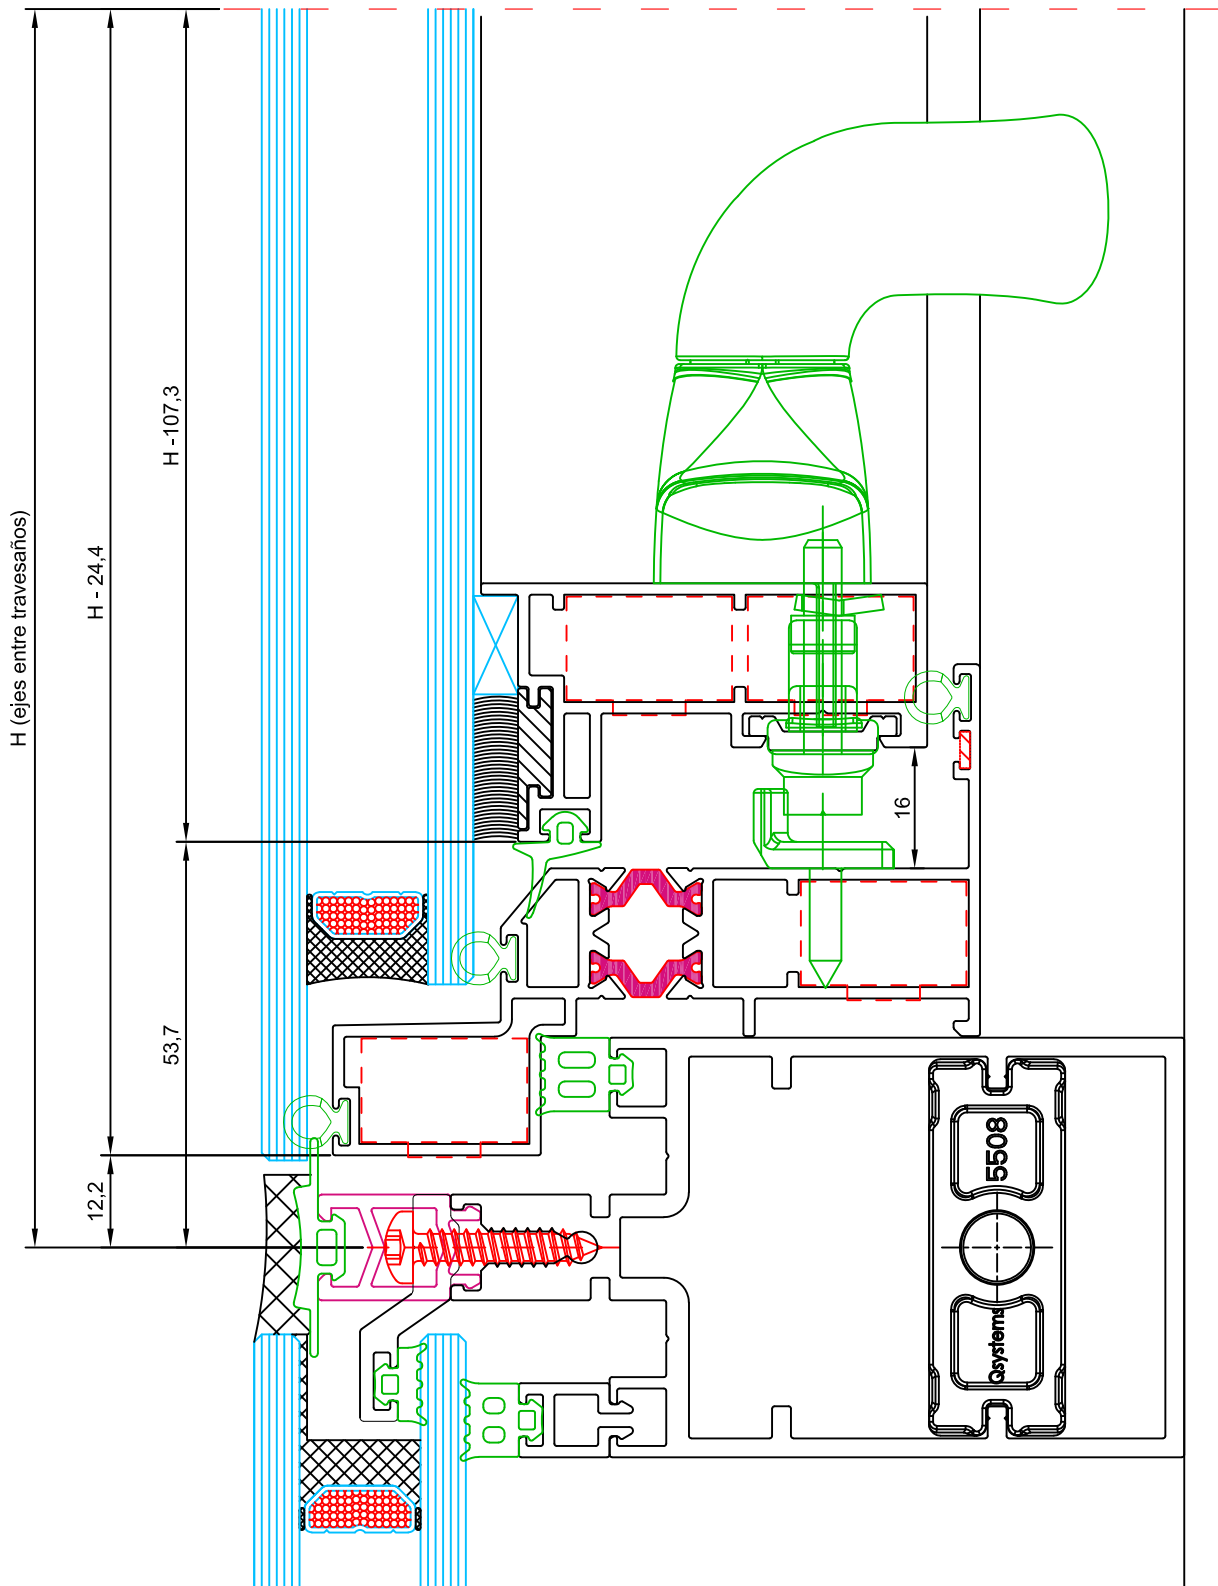 H (ejes entre travesaños)
H - 24,4
H -107,3
53,7
12,2
16
5508
Qsystems